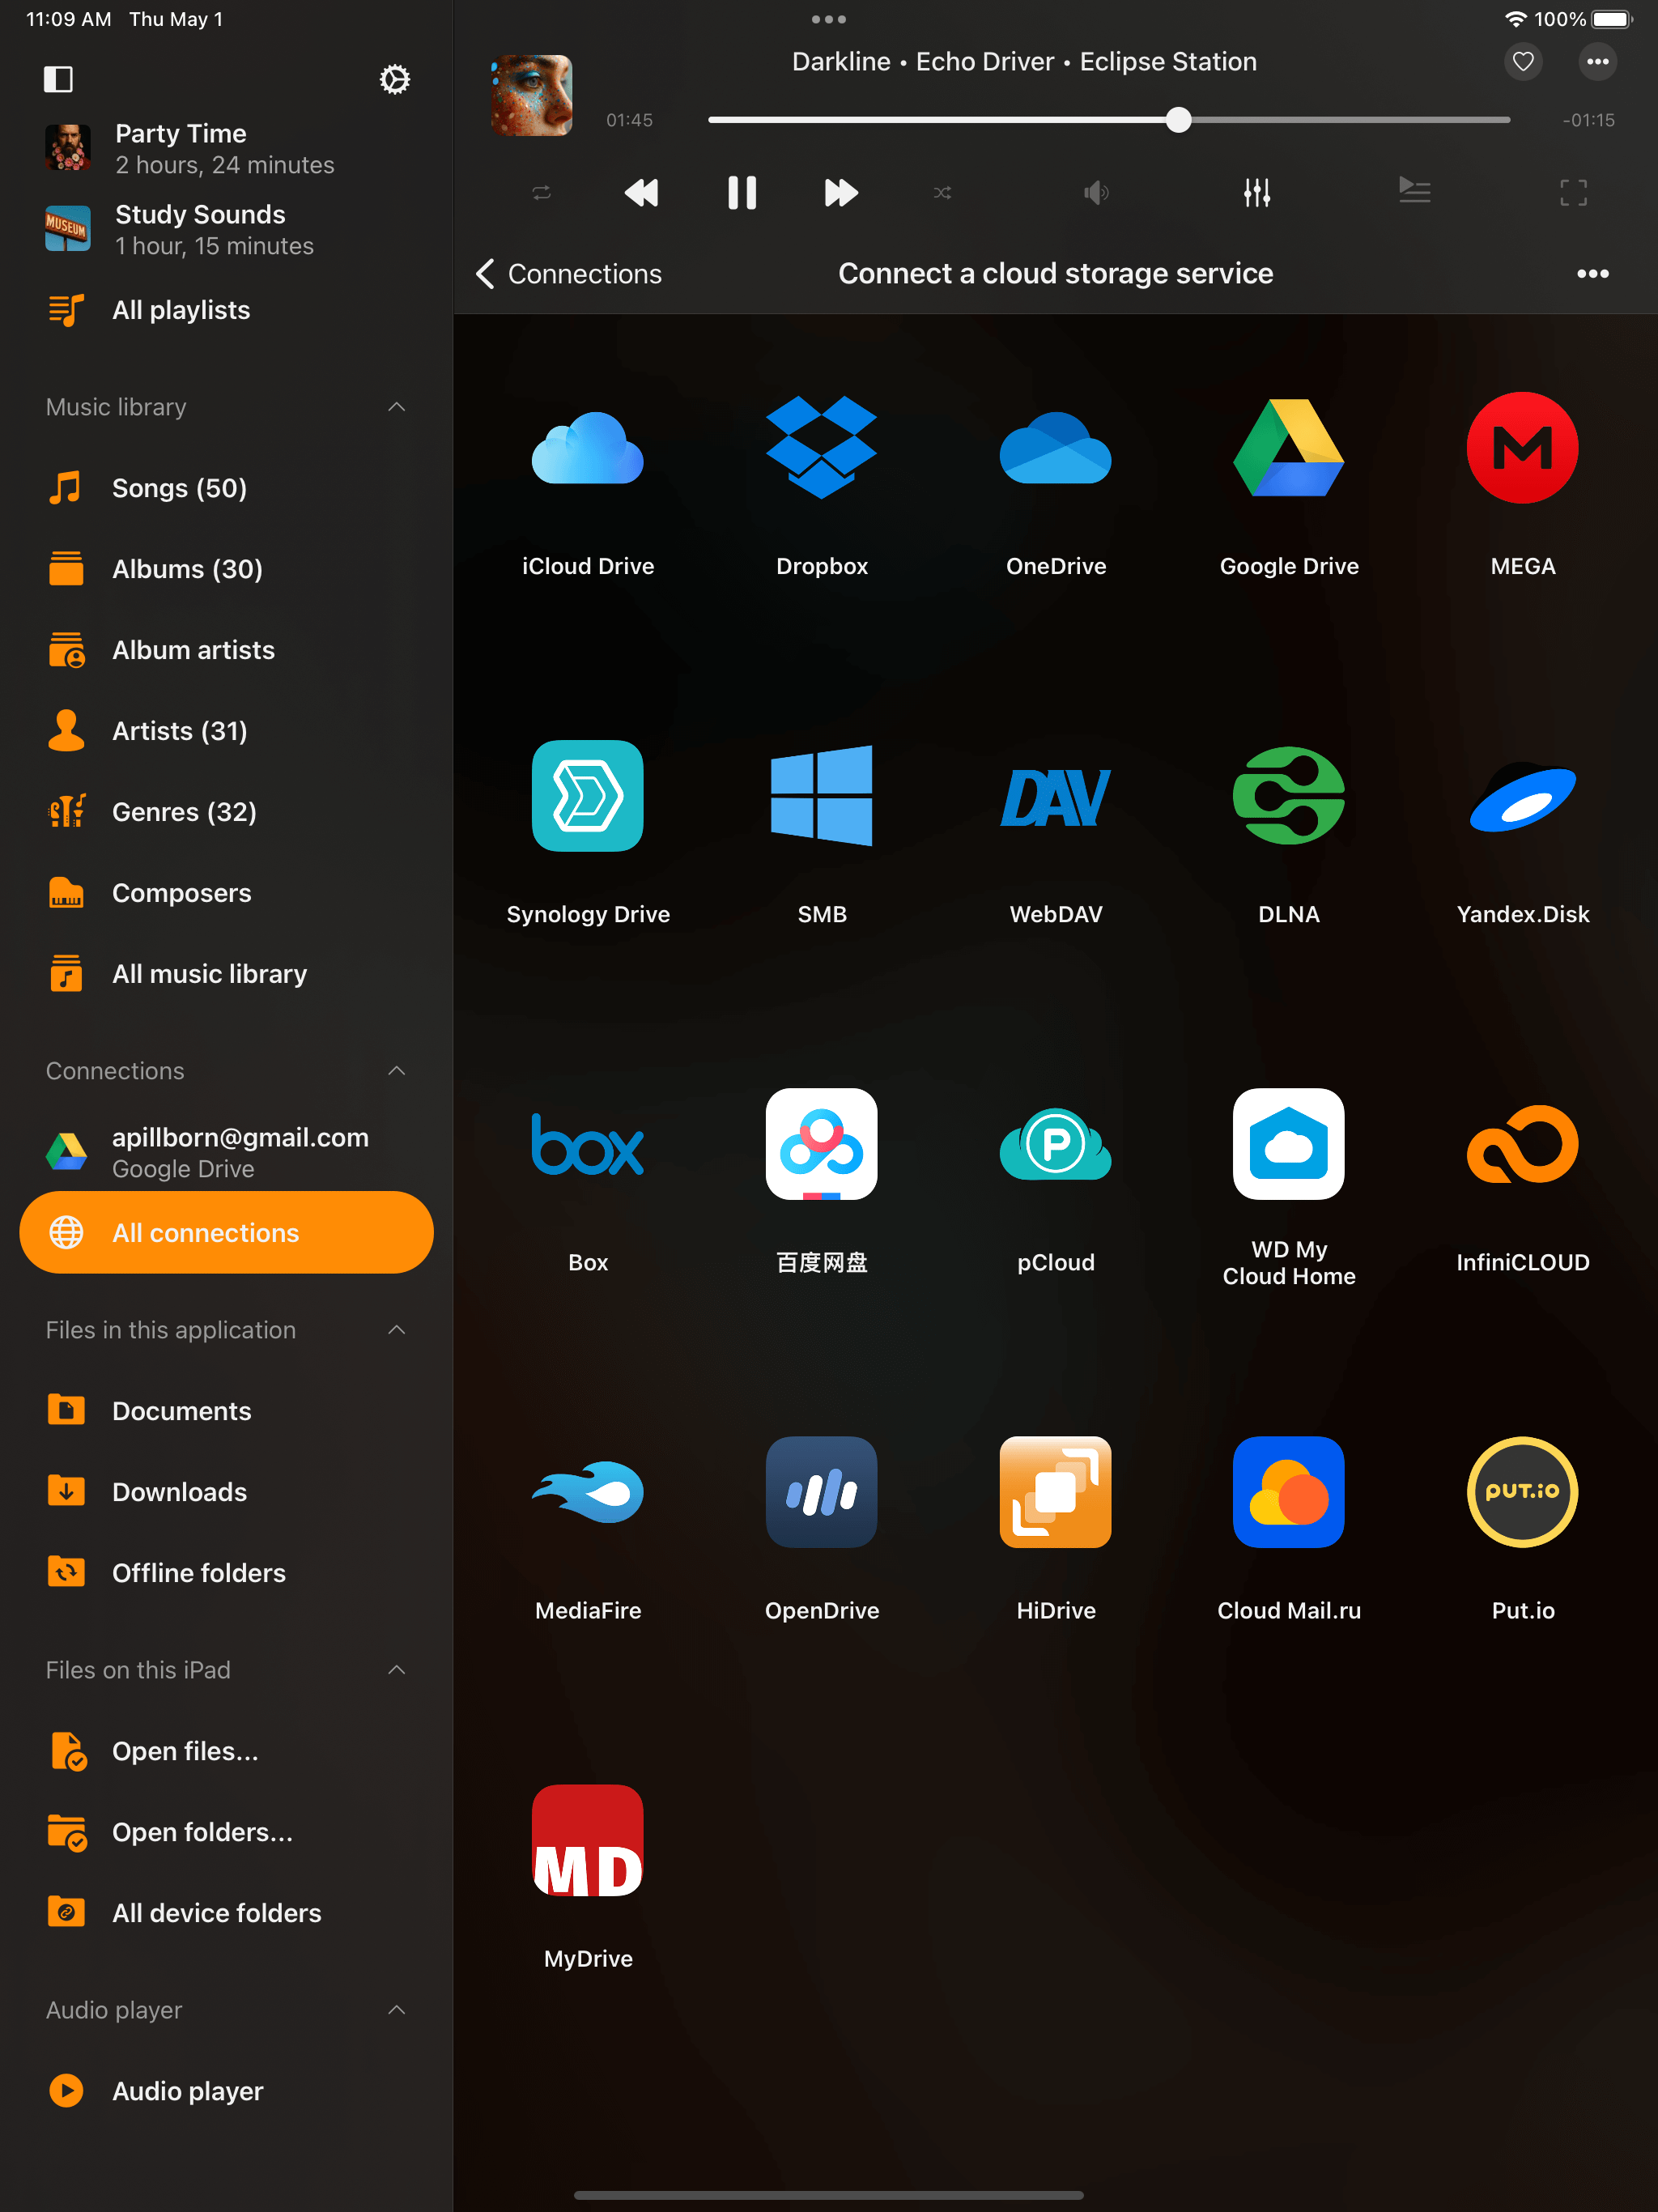 11:09 AM Thu May 1
100%
Party Time
2 hours, 24 minutes
MUSEUM
Study Sounds
1 hour, 15 minutes
All playlists
Music library
Songs (50)
Albums (30)
Album artists
Artists (31)
Genres (32)
Composers
All music library
Connections
apillborn@gmail.com
Google Drive
All connections
Files in this application
Documents
Downloads
Offline folders
Files on this iPad
Open files...
Open folders...
All device folders
Audio player
Audio player
Darkline • Echo Driver • Eclipse Station
01:45
-01:15
Connections
Connect a cloud storage service
iCloud Drive
Dropbox
OneDrive
Google Drive
M
MEGA
Synology Drive
SMB
DAV
WebDAV
DLNA
Yandex.Disk
box
Box
百度网盘
P
pCloud
WD My
Cloud Home
InfiniCLOUD
MediaFire
OpenDrive
HiDrive
Cloud Mail.ru
PUT.io
Put.io
MD
MyDrive